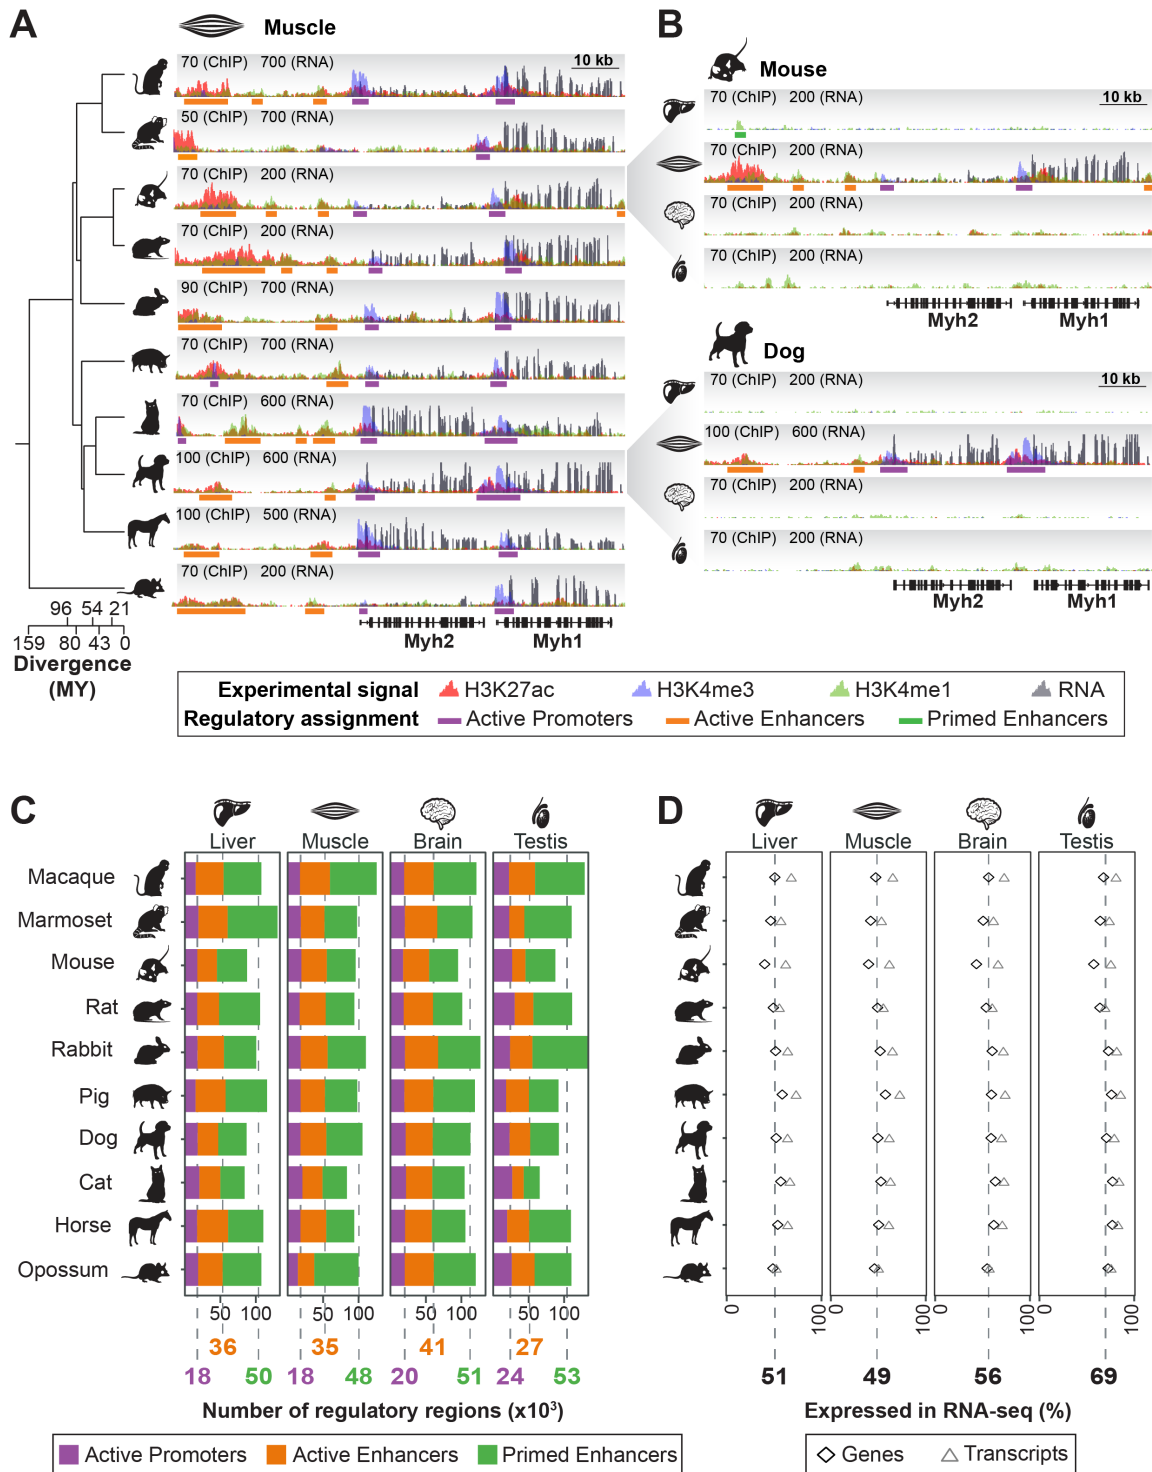 A
Muscle
70 (ChIP) 700 (RNA)
10 kb
50 (ChIP) 700 (RNA)
70 (ChIP) 200 (RNA)
70 (ChIP) 200 (RNA)
90 (ChIP) 700 (RNA)
70 (ChIP) 700 (RNA)
70 (ChIP) 600 (RNA)
100 (ChIP) 600 (RNA)
100 (ChIP) 500 (RNA)
70 (ChIP) 200 (RNA)
Myh2 Myh1
96 54 21
159 80 43 0
Divergence
(MY)
B
Mouse
70 (ChIP) 200 (RNA)
10 kb
70 (ChIP) 200 (RNA)
70 (ChIP) 200 (RNA)
70 (ChIP) 200 (RNA)
Myh2 Myh1
Dog
70 (ChIP) 200 (RNA)
10 kb
100 (ChIP) 600 (RNA)
70 (ChIP) 200 (RNA)
70 (ChIP) 200 (RNA)
Myh2 Myh1
Experimental signal H3K27ac H3K4me3 H3K4me1 RNA
Regulatory assignment Active Promoters Active Enhancers Primed Enhancers
C
Liver Muscle Brain Testis
Macaque
Marmoset
Mouse
Rat
Rabbit
Pig
Dog
Cat
Horse
Opossum
50 100 50 100 50 100 50 100
36 35 41 27
18 50 18 48 20 51 24 53
Number of regulatory regions (x10³)
Active Promoters Active Enhancers Primed Enhancers
D
Liver Muscle Brain Testis
0 100 0 100 0 100 0 100
51 49 56 69
Expressed in RNA-seq (%)
Genes Transcripts